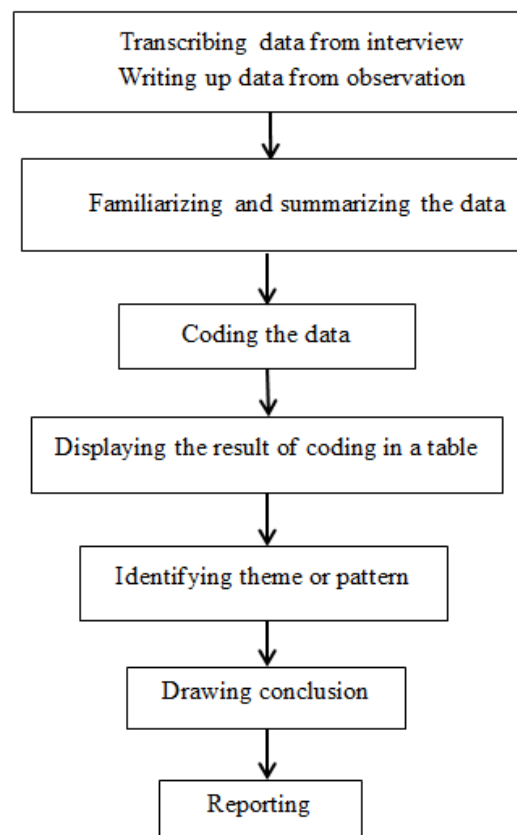 Transcribing data from interview
Writing up data from observation
Familiarizing and summarizing the data
Coding the data
Displaying the result of coding in a table
Identifying theme or pattern
Drawing conclusion
Reporting